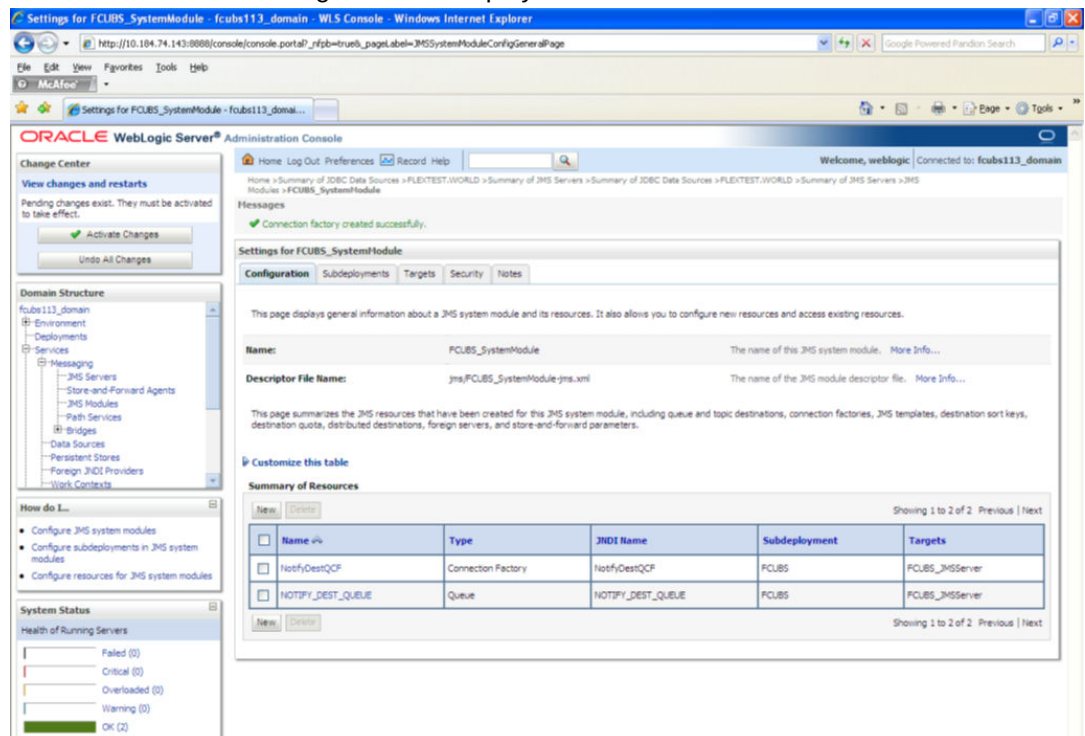 Settings for FCUBS_SystemModule - fcubs113_domain - WLS Console - Windows Internet Explorer
http://10.184.74.143:8888/console/console.portal?_nfpb=true&_pageLabel=JMSSystemModuleConfigGeneralPage
Google Powered Pandion Search
File Edit View Favorites Tools Help
McAfee
Settings for FCUBS_SystemModule - fcubs113_domai...
Page Tools
ORACLE WebLogic Server® Administration Console
Change Center
View changes and restarts
Pending changes exist. They must be activated
to take effect.
Activate Changes
Undo All Changes
Domain Structure
fcubs113_domain
Environment
Deployments
Services
Messaging
JMS Servers
Store-and-Forward Agents
JMS Modules
Path Services
Bridges
Data Sources
Persistent Stores
Foreign JNDI Providers
Work Contexts
How do I...
Configure JMS system modules
Configure subdeployments in JMS system
modules
Configure resources for JMS system modules
System Status
Health of Running Servers
Failed (0)
Critical (0)
Overloaded (0)
Warning (0)
OK (2)
Home Log Out Preferences Record Help
Welcome, weblogic Connected to: fcubs113_domain
Home >Summary of JDBC Data Sources >FLEXTEST.WORLD >Summary of JMS Servers >Summary of JDBC Data Sources >FLEXTEST.WORLD >Summary of JMS Servers >JMS
Modules >FCUBS_SystemModule
Messages
Connection factory created successfully.
Settings for FCUBS_SystemModule
Configuration Subdeployments Targets Security Notes
This page displays general information about a JMS system module and its resources. It also allows you to configure new resources and access existing resources.
Name: FCUBS_SystemModule The name of this JMS system module. More Info...
Descriptor File Name: jms/FCUBS_SystemModule-jms.xml The name of the JMS module descriptor file. More Info...
This page summarizes the JMS resources that have been created for this JMS system module, including queue and topic destinations, connection factories, JMS templates, destination sort keys,
destination quota, distributed destinations, foreign servers, and store-and-forward parameters.
Customize this table
Summary of Resources
New Delete Showing 1 to 2 of 2 Previous | Next
Name Type JNDI Name Subdeployment Targets
NotifyDestQCF Connection Factory NotifyDestQCF FCUBS FCUBS_JMSServer
NOTIFY_DEST_QUEUE Queue NOTIFY_DEST_QUEUE FCUBS FCUBS_JMSServer
New Delete Showing 1 to 2 of 2 Previous | Next